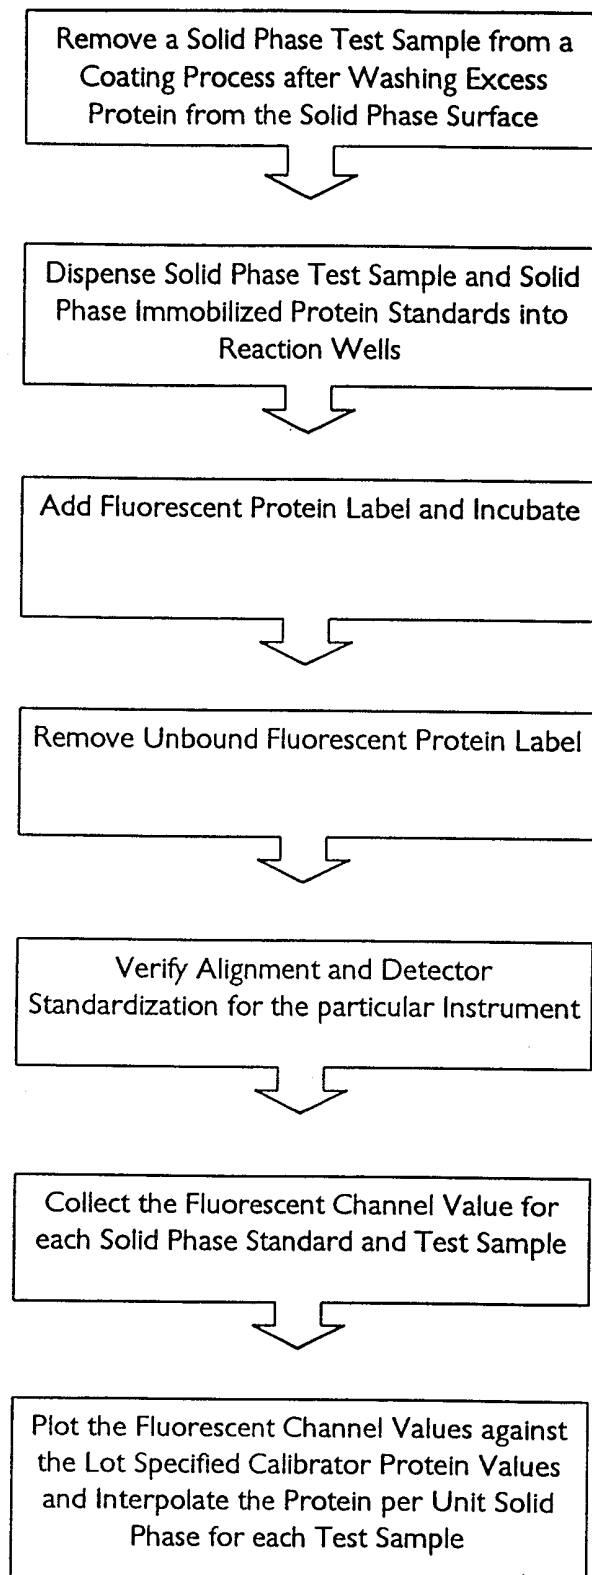 Remove a Solid Phase Test Sample from a
Coating Process after Washing Excess
Protein from the Solid Phase Surface
Dispense Solid Phase Test Sample and Solid
Phase Immobilized Protein Standards into
Reaction Wells
Add Fluorescent Protein Label and Incubate
Remove Unbound Fluorescent Protein Label
Verify Alignment and Detector
Standardization for the particular Instrument
Collect the Fluorescent Channel Value for
each Solid Phase Standard and Test Sample
Plot the Fluorescent Channel Values against
the Lot Specified Calibrator Protein Values
and Interpolate the Protein per Unit Solid
Phase for each Test Sample